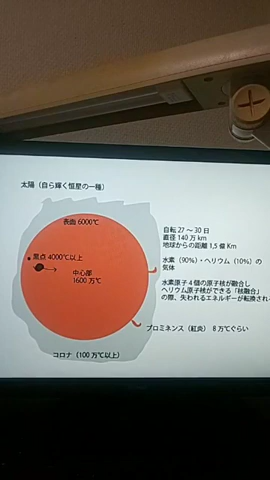 太陽（自ら輝く恒星の一種）
表面 6000℃
黒点 4000℃以上
中心部
1600 万℃
自転 27 ～ 30 日
直径 140 万 km
地球からの距離 1,5 億 Km
水素（90%）・ヘリウム（10%）の
気体
水素原子 4 個の原子核が融合し
ヘリウム原子核ができる「核融合」
の際、失われるエネルギーが転換され
プロミネンス（紅炎） 8 万℃ぐらい
コロナ（100 万℃以上）